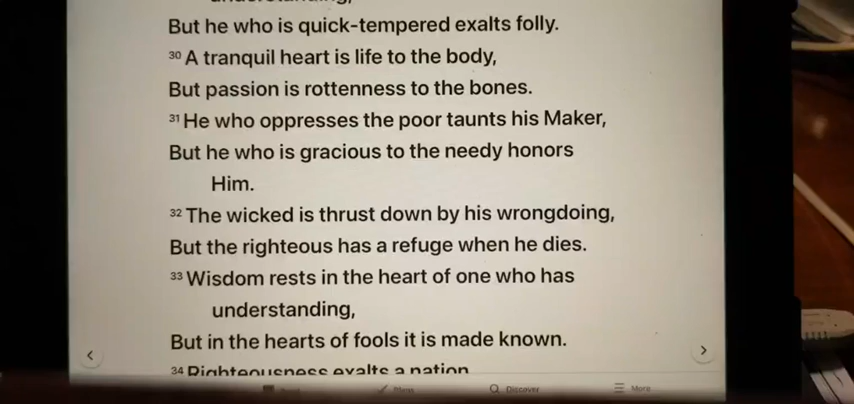 But he who is quick-tempered exalts folly.
30 A tranquil heart is life to the body,
But passion is rottenness to the bones.
31 He who oppresses the poor taunts his Maker,
But he who is gracious to the needy honors
Him.
32 The wicked is thrust down by his wrongdoing,
But the righteous has a refuge when he dies.
33 Wisdom rests in the heart of one who has
understanding,
But in the hearts of fools it is made known.
34 Righteousness exalts a nation
Discover More